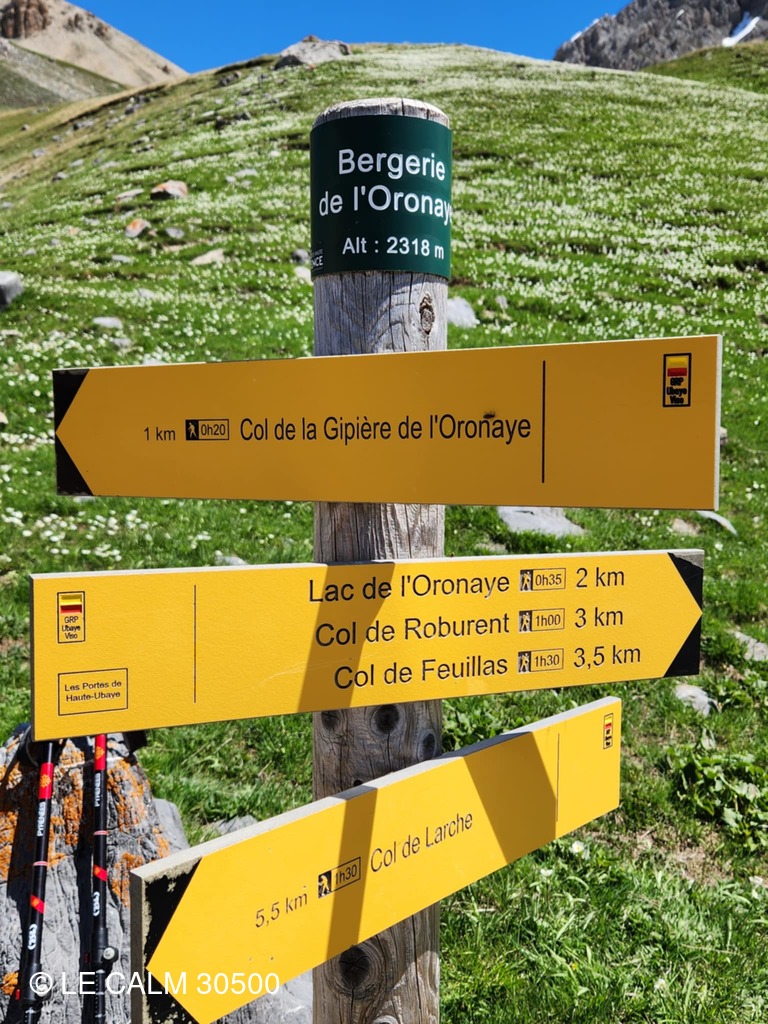 Bergerie
de l'Oronaye
Alt : 2318 m
1 km 0h20 Col de la Gipière de l'Oronaye
GRP
Ubaye
Viso
GRP
Ubaye
Viso
Les Portes de
Haute-Ubaye
Lac de l'Oronaye 0h35 2 km
Col de Roburent 1h00 3 km
Col de Feuillas 1h30 3,5 km
5,5 km 1h30 Col de Larche
© LE CALM 30500